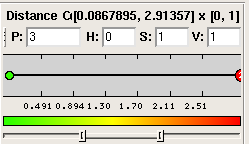 Distance C:[0.0867895, 2.91357] x [0, 1]
P: 3 H: 0 S: 1 V: 1
0.491 0.894 1.30 1.70 2.11 2.51